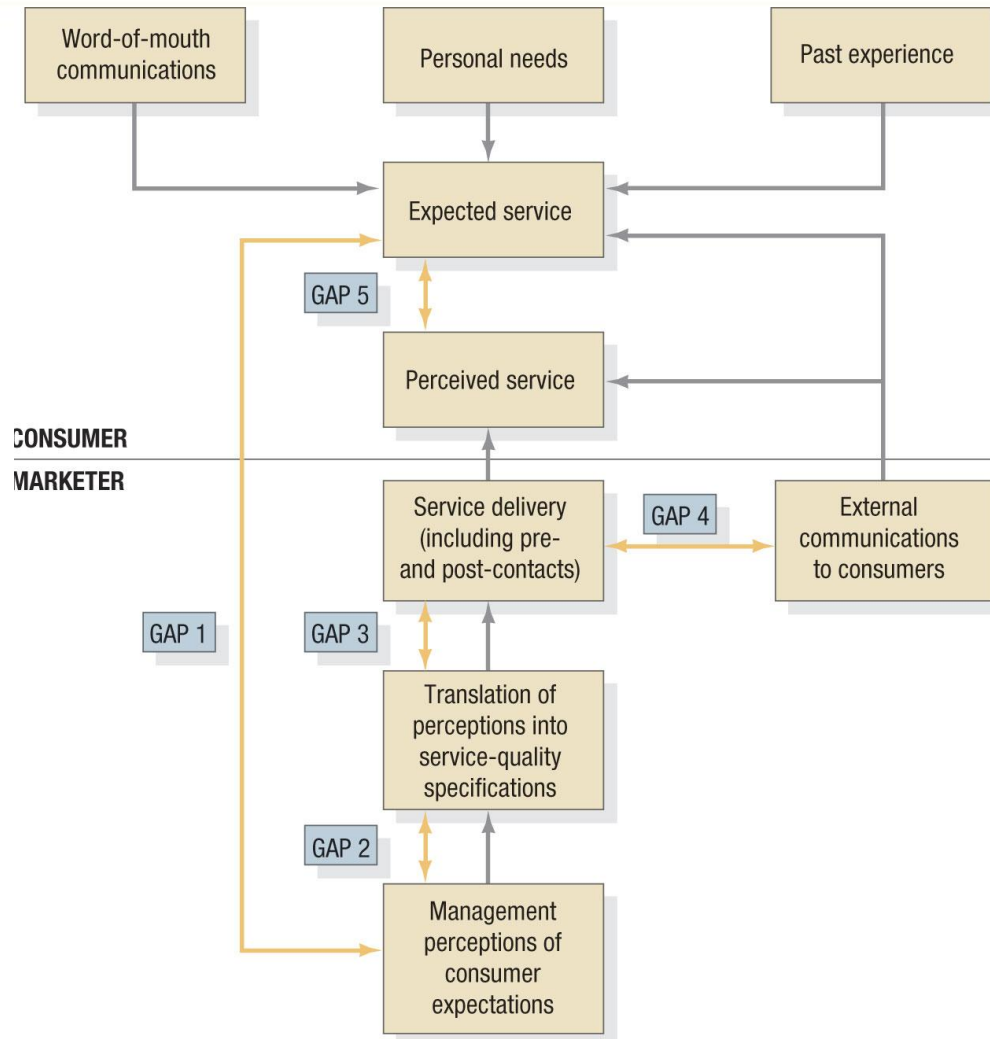 Word-of-mouth
communications
Personal needs
Past experience
Expected service
GAP 5
Perceived service
CONSUMER
MARKETER
Service delivery
(including pre-
and post-contacts)
GAP 4
External
communications
to consumers
GAP 1
GAP 3
Translation of
perceptions into
service-quality
specifications
GAP 2
Management
perceptions of
consumer
expectations